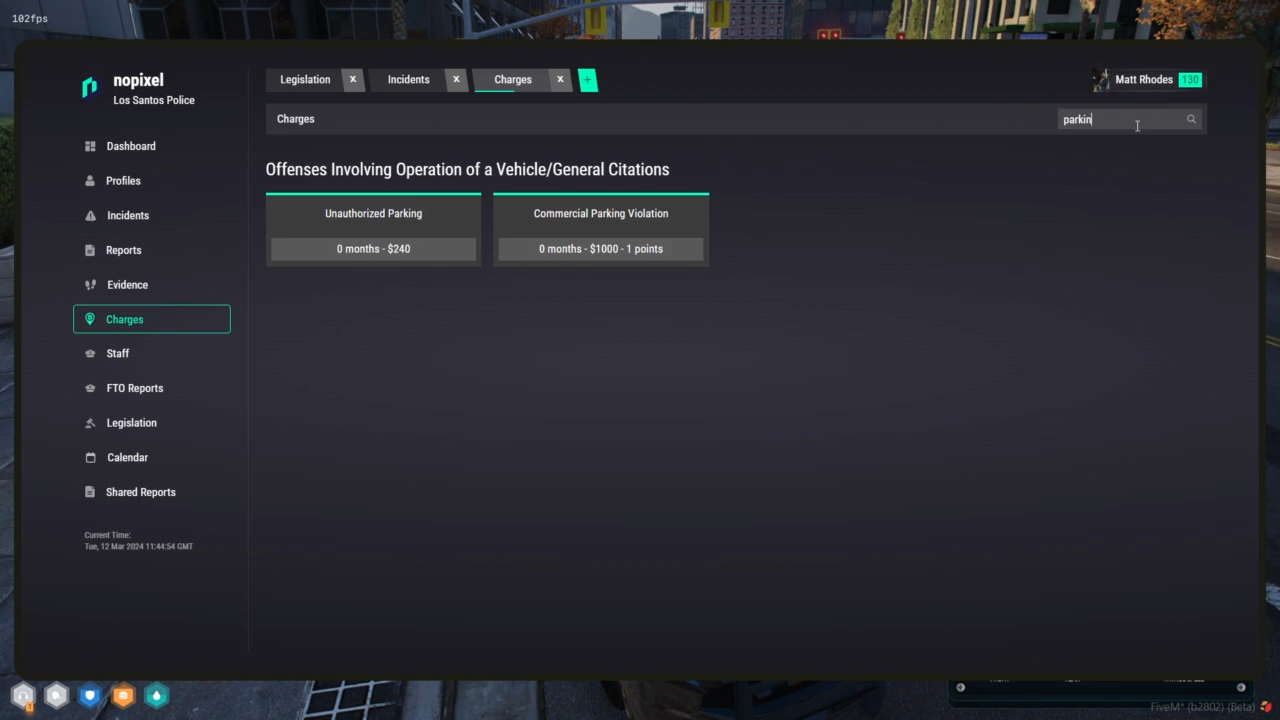 102fps
nopixel
Los Santos Police
Legislation x
Incidents x
Charges x
+
Matt Rhodes 130
Charges
parkin
Dashboard
Profiles
Incidents
Reports
Evidence
Charges
Staff
FTO Reports
Legislation
Calendar
Shared Reports
Current Time:
Tue, 12 Mar 2024 11:44:54 GMT
Offenses Involving Operation of a Vehicle/General Citations
Unauthorized Parking
0 months - $240
Commercial Parking Violation
0 months - $1000 - 1 points
1
FiveM* (b2802) (Beta)